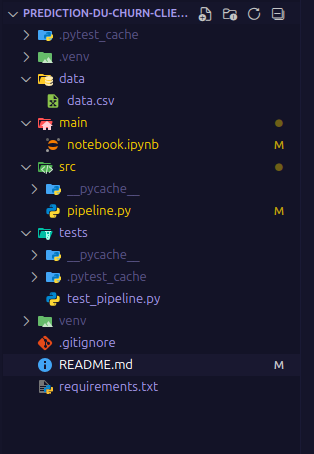 PREDICTION-DU-CHURN-CLIE...
.pytest_cache
.venv
data
data.csv
main
notebook.ipynb M
src
__pycache__
pipeline.py M
tests
__pycache__
.pytest_cache
test_pipeline.py
venv
.gitignore
README.md M
requirements.txt